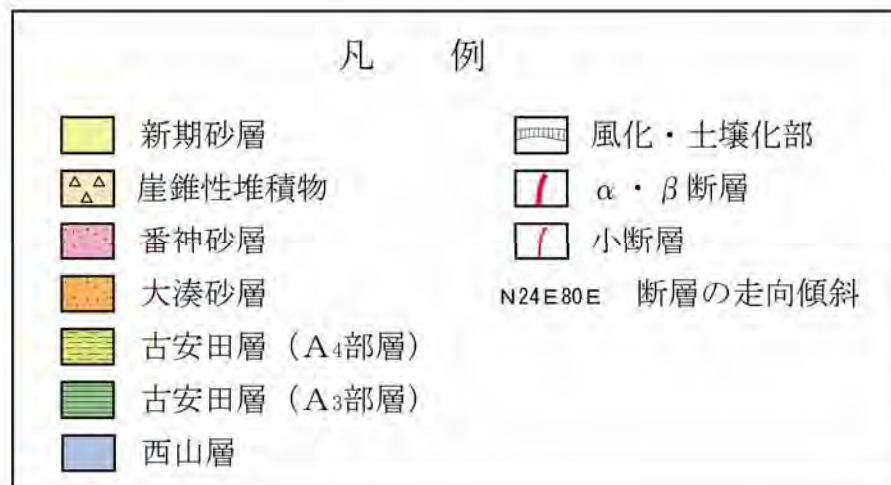 凡 例
新期砂層
崖錐性堆積物
番神砂層
大湊砂層
古安田層（A4部層）
古安田層（A3部層）
西山層
風化・土壌化部
α・β断層
小断層
N24E80E 断層の走向傾斜